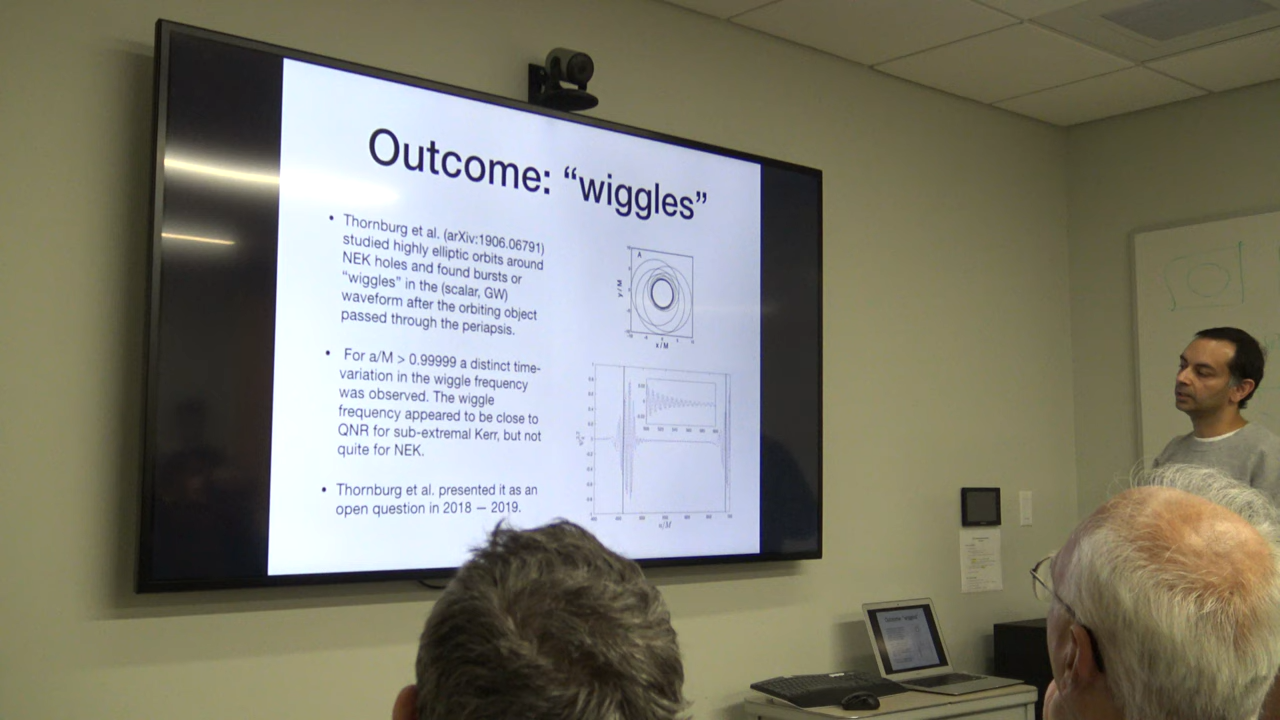 Outcome: “wiggles”
• Thornburg et al. (arXiv:1906.06791)
studied highly elliptic orbits around
NEK holes and found bursts or
“wiggles” in the (scalar, GW)
waveform after the orbiting object
passed through the periapsis.
• For a/M > 0.99999 a distinct time-
variation in the wiggle frequency
was observed. The wiggle
frequency appeared to be close to
QNR for sub-extremal Kerr, but not
quite for NEK.
• Thornburg et al. presented it as an
open question in 2018 — 2019.
A
y / M
x / M
u/M